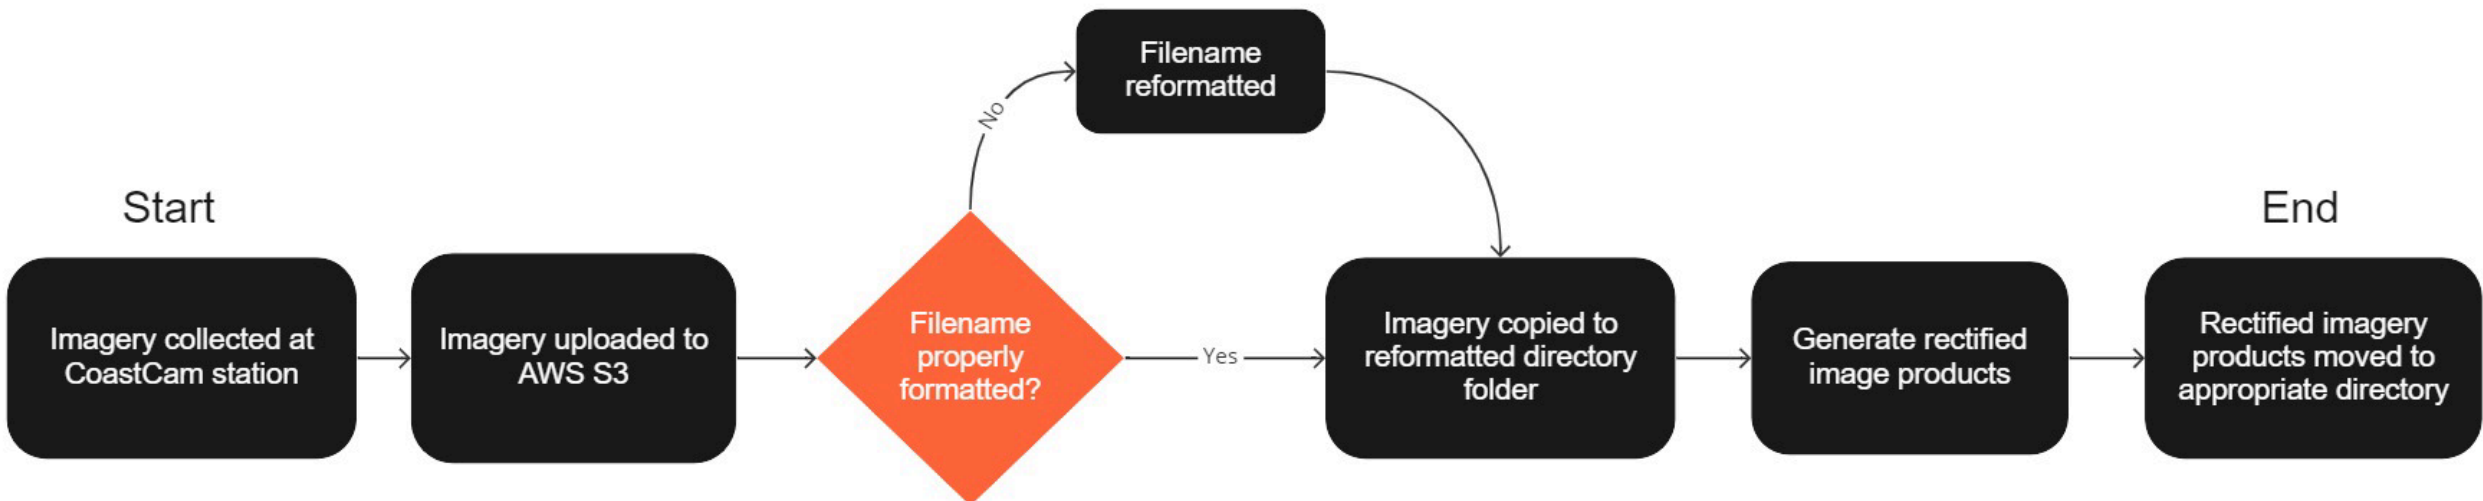 Filename
reformatted
No
Start
End
Imagery collected at
CoastCam station
Imagery uploaded to
AWS S3
Filename
properly
formatted?
Yes
Imagery copied to
reformatted directory
folder
Generate rectified
image products
Rectified imagery
products moved to
appropriate directory